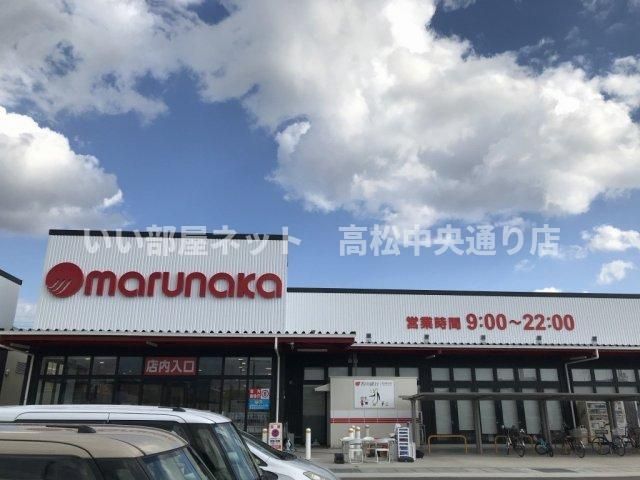 いい部屋ネット　高松中央通り店
marunaka
営業時間 9:00〜22:00
店内入口